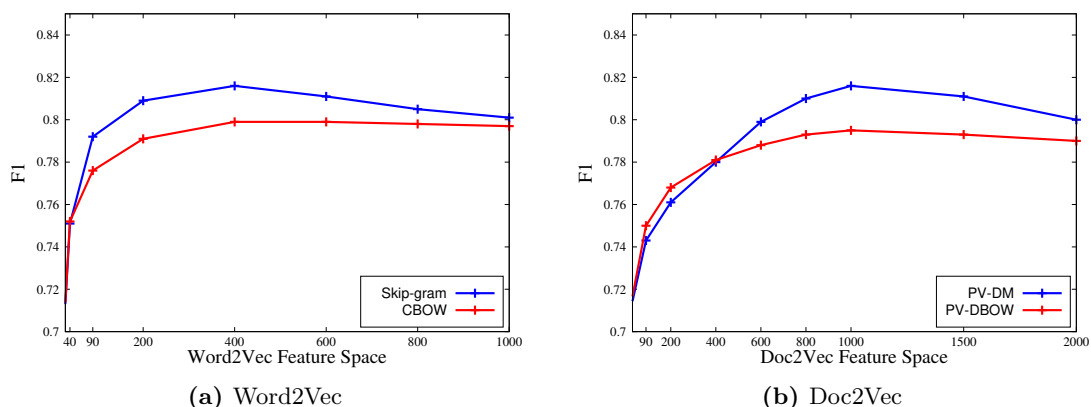 0.84
0.82
0.8
0.78
0.76
0.74
0.72
0.7
F1
Skip-gram
CBOW
40 90 200 400 600 800 1000
Word2Vec Feature Space
(a) Word2Vec
0.84
0.82
0.8
0.78
0.76
0.74
0.72
0.7
F1
PV-DM
PV-DBOW
90 200 400 600 800 1000 1500 2000
Doc2Vec Feature Space
(b) Doc2Vec